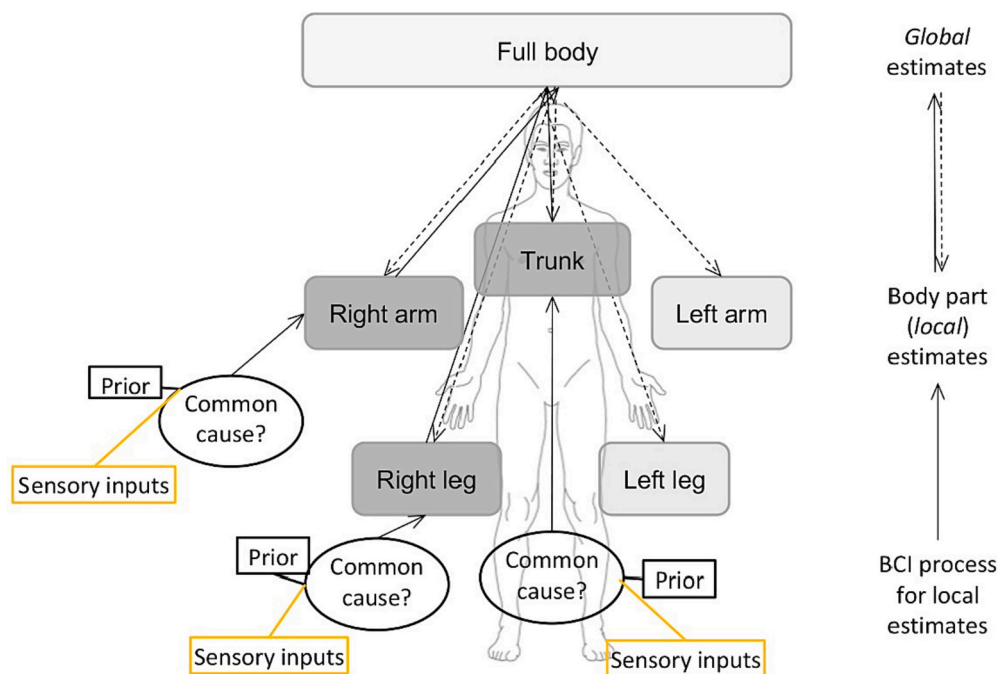 Full body
Global
estimates
Trunk
Right arm
Left arm
Body part
(local)
estimates
Prior
Common
cause?
Sensory inputs
Right leg
Left leg
Prior
Common
cause?
Sensory inputs
Common
cause?
Prior
Sensory inputs
BCI process
for local
estimates